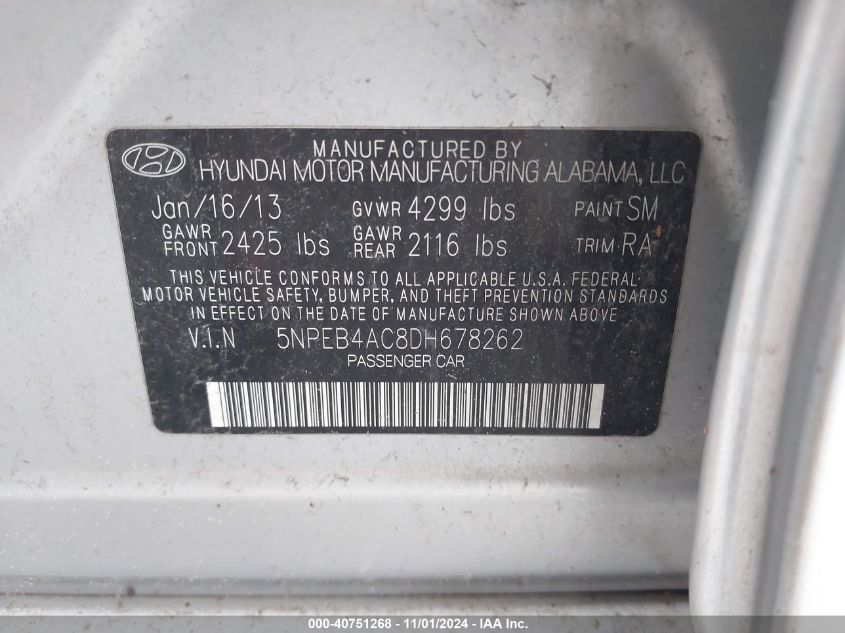 MANUFACTURED BY
HYUNDAI MOTOR MANUFACTURING ALABAMA, LLC
Jan/16/13 GVWR 4299 lbs PAINT SM
GAWR FRONT 2425 lbs GAWR REAR 2116 lbs TRIM RA
THIS VEHICLE CONFORMS TO ALL APPLICABLE U.S.A. FEDERAL
MOTOR VEHICLE SAFETY, BUMPER, AND THEFT PREVENTION STANDARDS
IN EFFECT ON THE DATE OF MANUFACTURE SHOWN ABOVE.
V.I.N 5NPEB4AC8DH678262
PASSENGER CAR
000-40751268 - 11/01/2024 - IAA Inc.